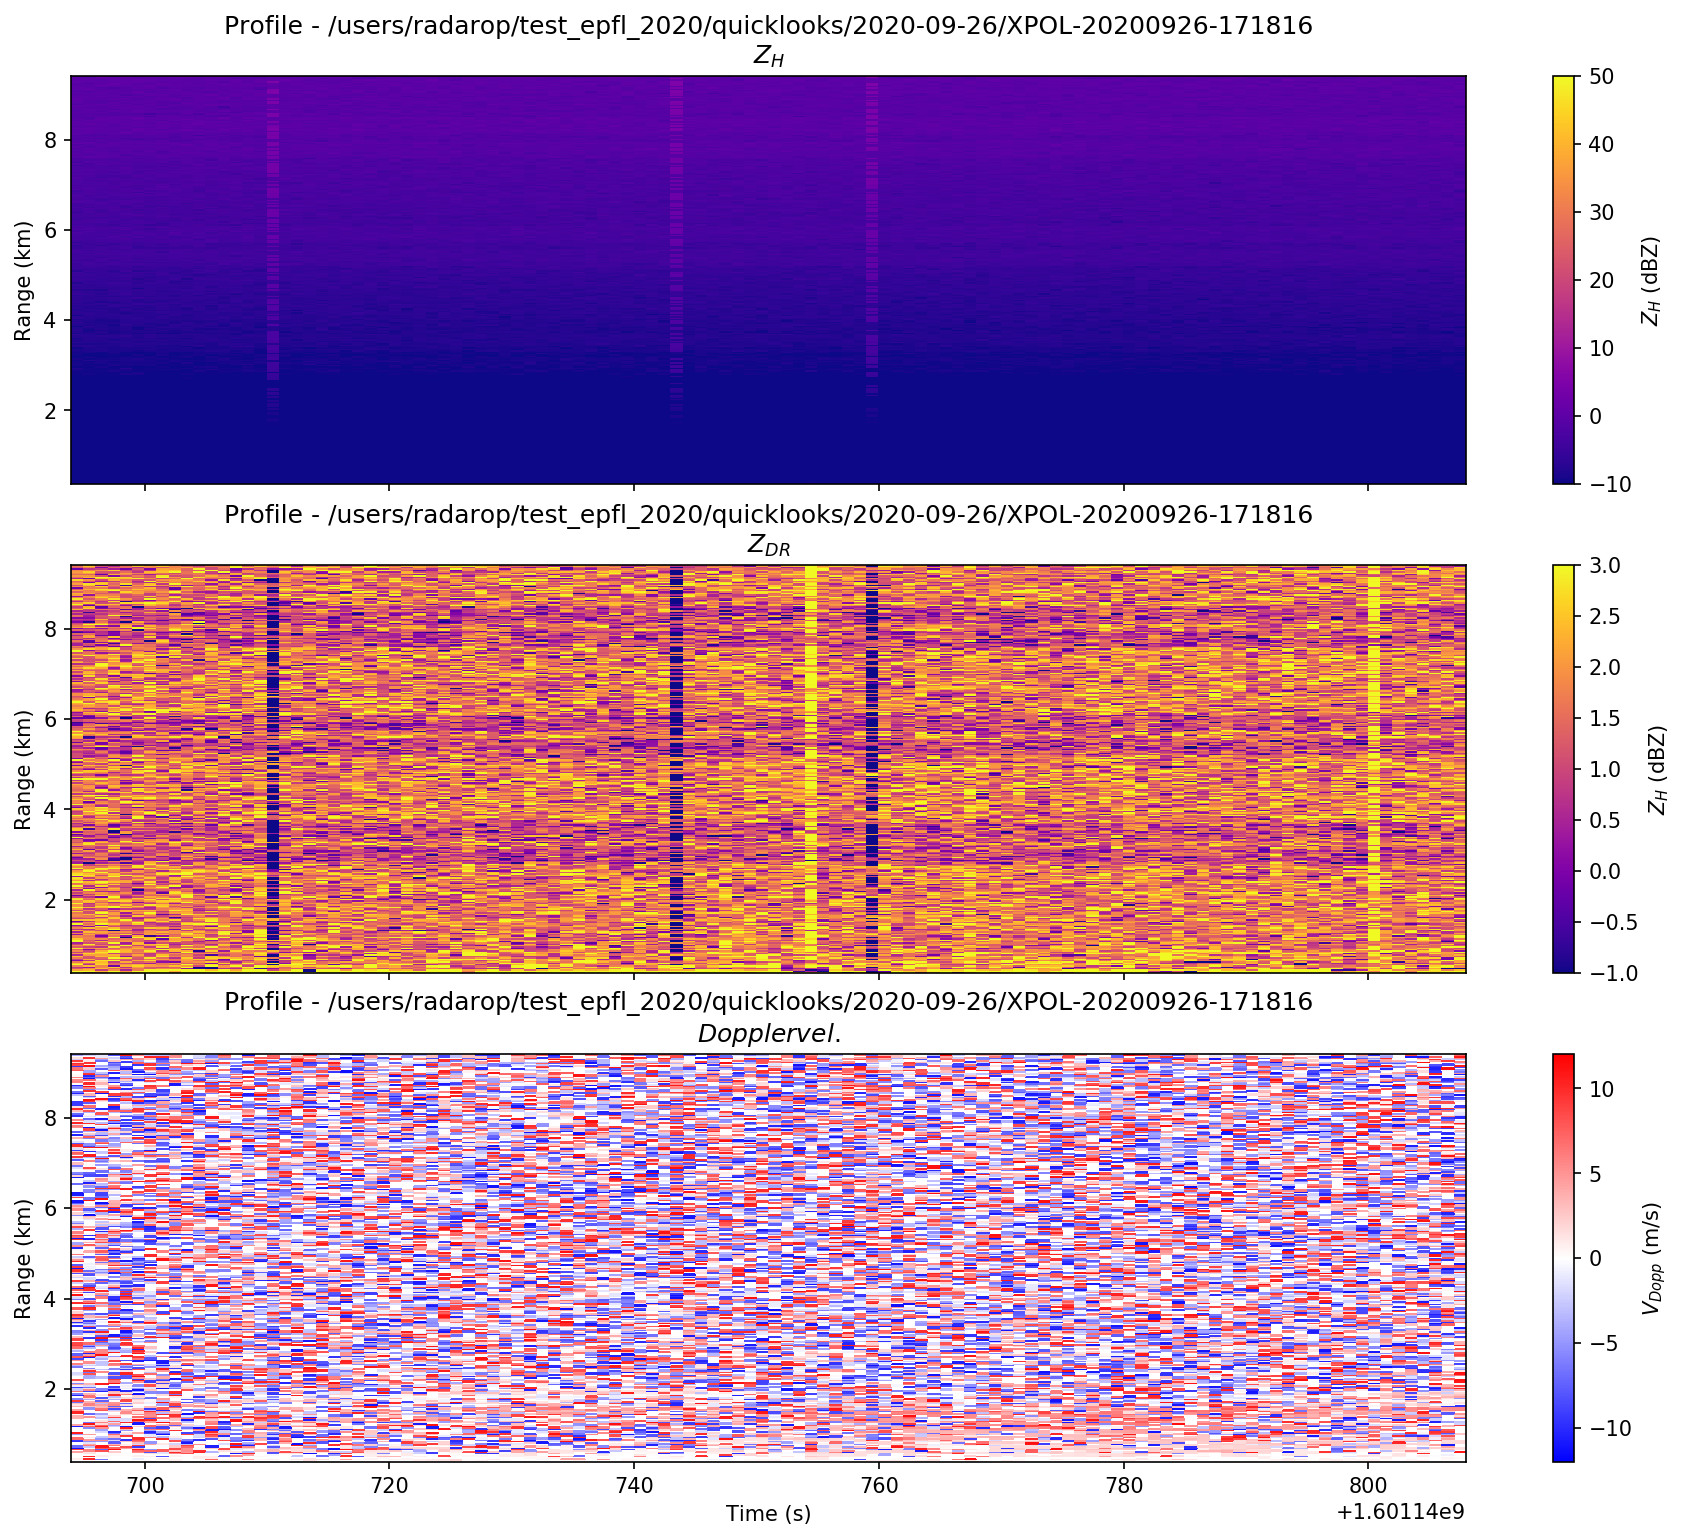 Profile - /users/radarop/test_epfl_2020/quicklooks/2020-09-26/XPOL-20200926-171816
Z_H
8
6
4
2
Range (km)
50
40
30
20
10
0
−10
Z_H (dBZ)
Profile - /users/radarop/test_epfl_2020/quicklooks/2020-09-26/XPOL-20200926-171816
Z_DR
8
6
4
2
Range (km)
3.0
2.5
2.0
1.5
1.0
0.5
0.0
−0.5
−1.0
Z_H (dBZ)
Profile - /users/radarop/test_epfl_2020/quicklooks/2020-09-26/XPOL-20200926-171816
Dopplervel.
8
6
4
2
Range (km)
10
5
0
−5
−10
V_Dopp (m/s)
700 720 740 760 780 800
Time (s)
+1.60114e9